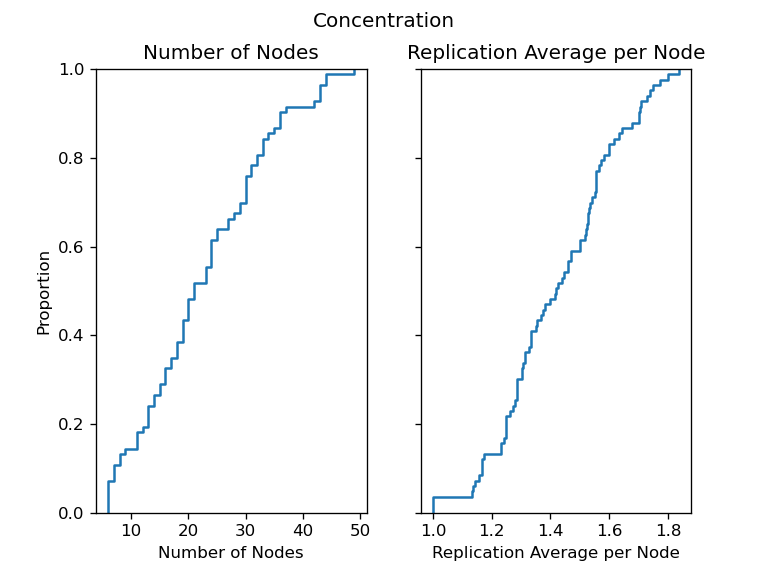 Concentration
Number of Nodes
Replication Average per Node
1.0
0.8
0.6
0.4
0.2
0.0
Proportion
10 20 30 40 50
1.0 1.2 1.4 1.6 1.8
Number of Nodes
Replication Average per Node